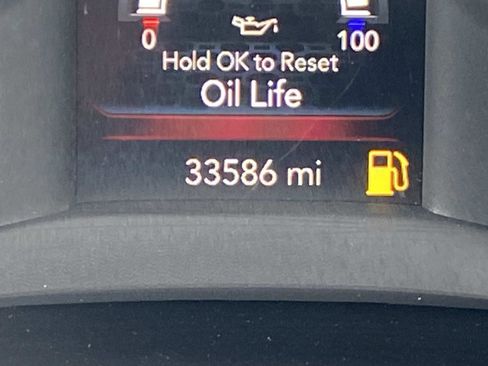 0 100
Hold OK to Reset
Oil Life
33586 mi